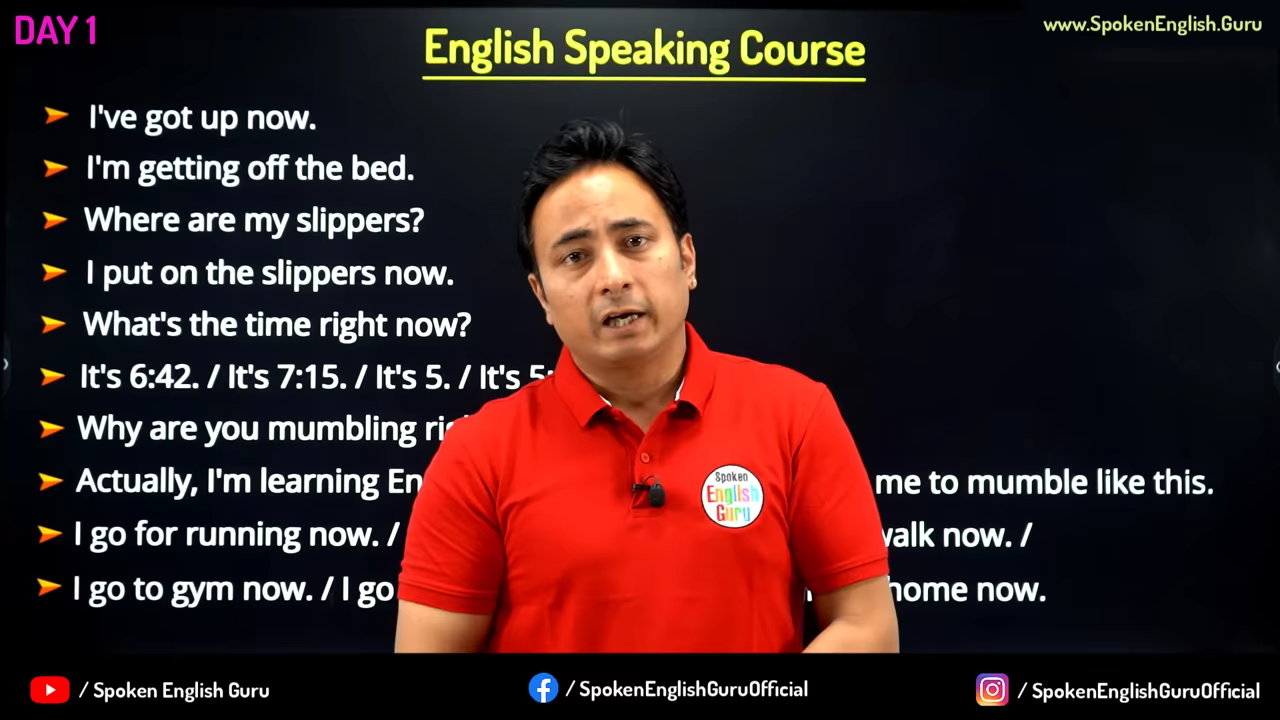 DAY 1
www.SpokenEnglish.Guru
English Speaking Course
I've got up now.
I'm getting off the bed.
Where are my slippers?
I put on the slippers now.
What's the time right now?
It's 6:42. / It's 7:15. / It's 5. / It's 5:
Why are you mumbling
Actually, I'm learning me to mumble like this.
I go for running now. / walk now. /
I go to gym now. / I go home now.
Spoken
English
Guru
/ Spoken English Guru
/ SpokenEnglishGuruOfficial
/ SpokenEnglishGuruOfficial